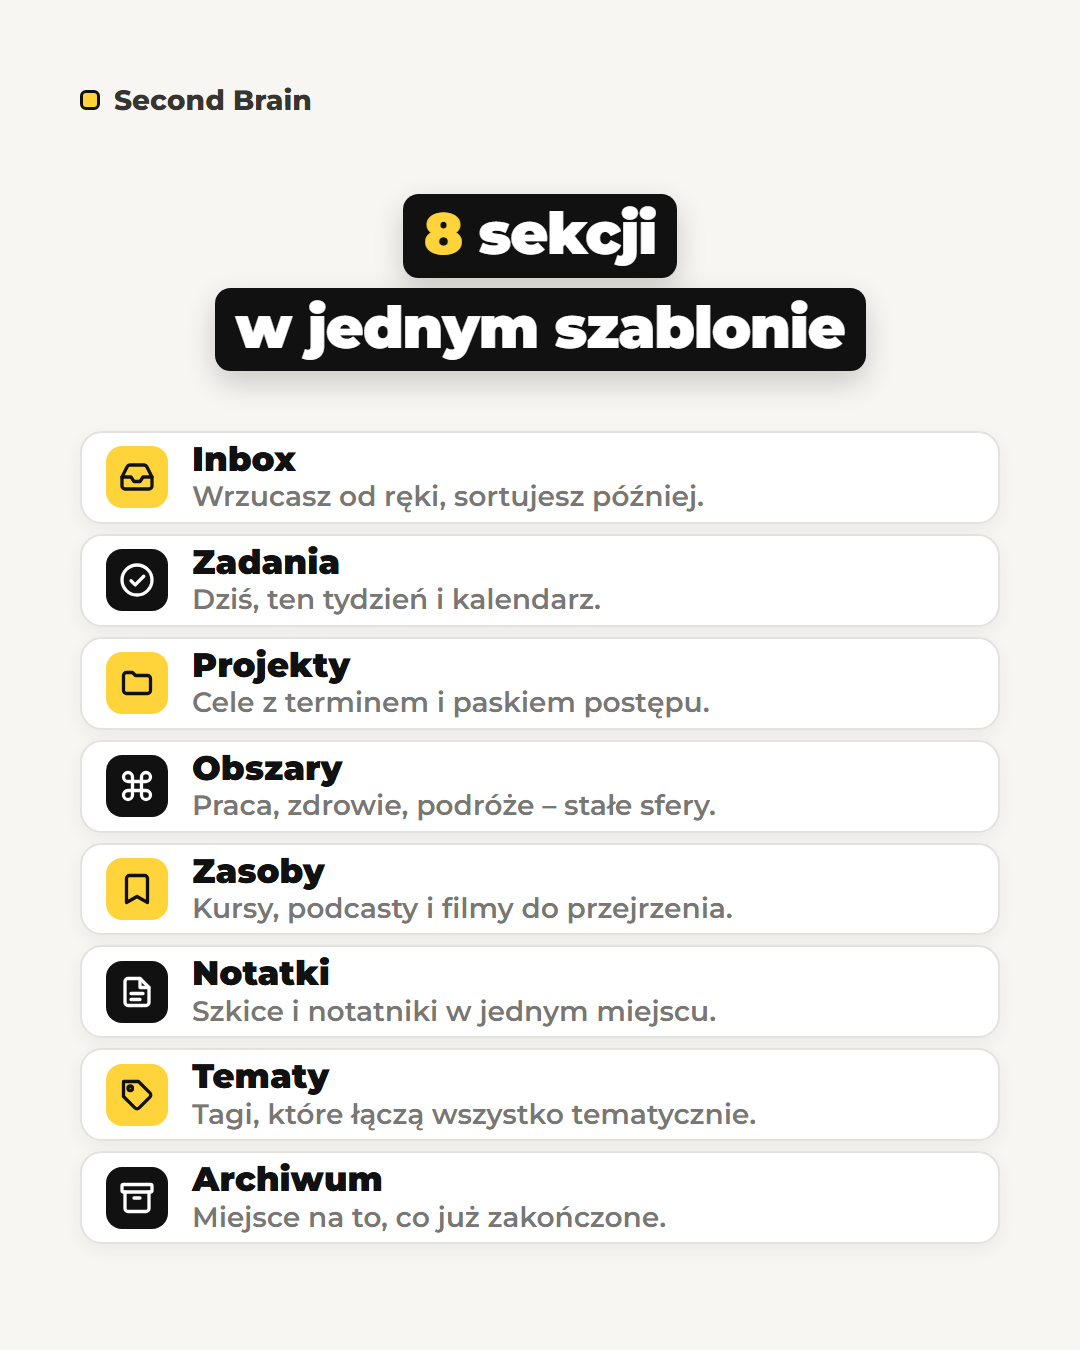 Second Brain
8 sekcji
w jednym szablonie
Inbox
Wrzucasz od ręki, sortujesz później.
Zadania
Dziś, ten tydzień i kalendarz.
Projekty
Cele z terminem i paskiem postępu.
Obszary
Praca, zdrowie, podróże – stałe sfery.
Zasoby
Kursy, podcasty i filmy do przejrzenia.
Notatki
Szkice i notatniki w jednym miejscu.
Tematy
Tagi, które łączą wszystko tematycznie.
Archiwum
Miejsce na to, co już zakończone.